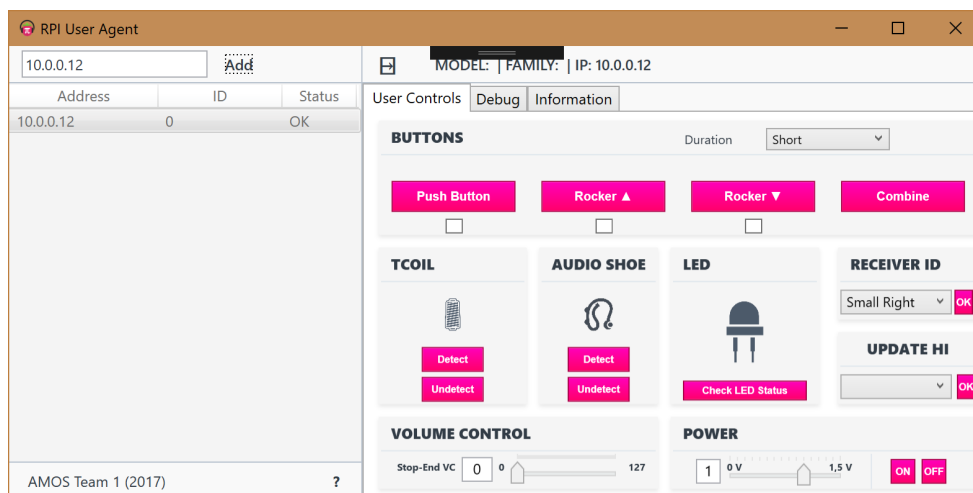 RPI User Agent
10.0.0.12 Add
MODEL: | FAMILY: | IP: 10.0.0.12
Address ID Status
10.0.0.12 0 OK
User Controls Debug Information
BUTTONS Duration Short
Push Button Rocker ▲ Rocker ▼ Combine
TCOIL AUDIO SHOE LED RECEIVER ID
Small Right OK
UPDATE HI
Detect Detect
Undetect Undetect Check LED Status OK
VOLUME CONTROL POWER
Stop-End VC 0 0 127 1 0 V 1,5 V ON OFF
AMOS Team 1 (2017) ?